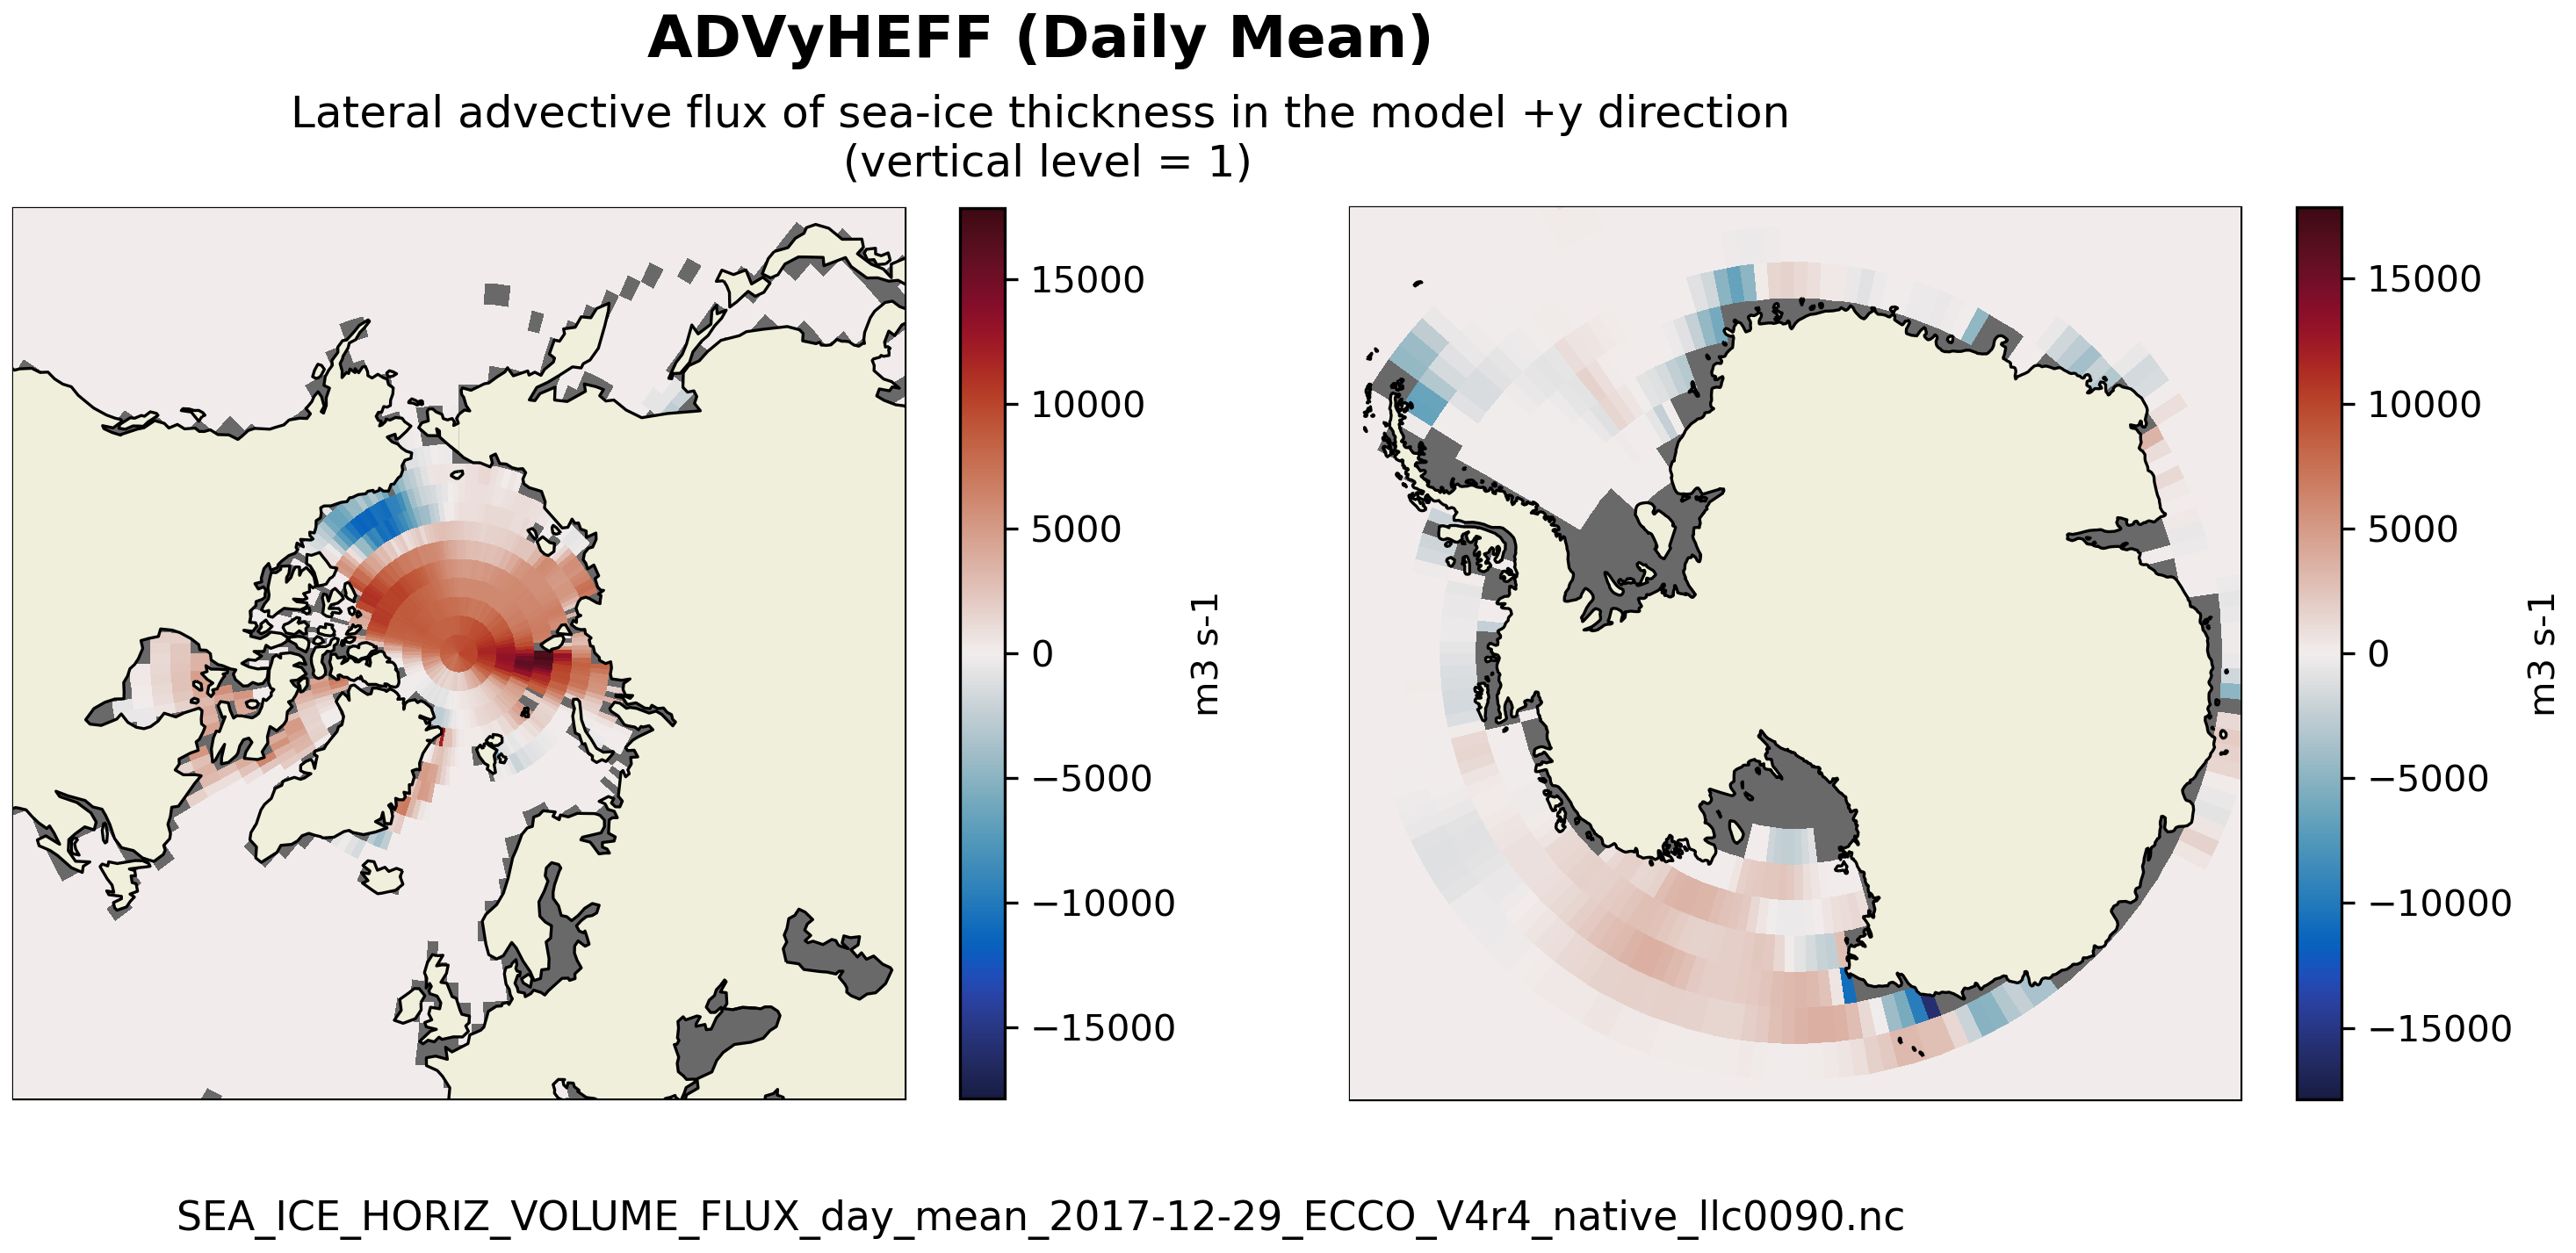 ADVyHEFF (Daily Mean)
Lateral advective flux of sea-ice thickness in the model +y direction
(vertical level = 1)
15000
10000
5000
0
−5000
−10000
−15000
m3 s-1
15000
10000
5000
0
−5000
−10000
−15000
m3 s-1
SEA_ICE_HORIZ_VOLUME_FLUX_day_mean_2017-12-29_ECCO_V4r4_native_llc0090.nc